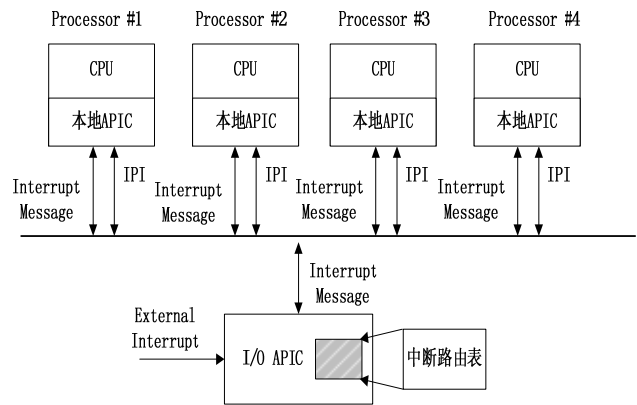 Processor #1
Processor #2
Processor #3
Processor #4
CPU
CPU
CPU
CPU
本地APIC
本地APIC
本地APIC
本地APIC
Interrupt
Message
IPI
Interrupt
Message
IPI
Interrupt
Message
IPI
Interrupt
Message
IPI
Interrupt
Message
External
Interrupt
I/O APIC
中断路由表